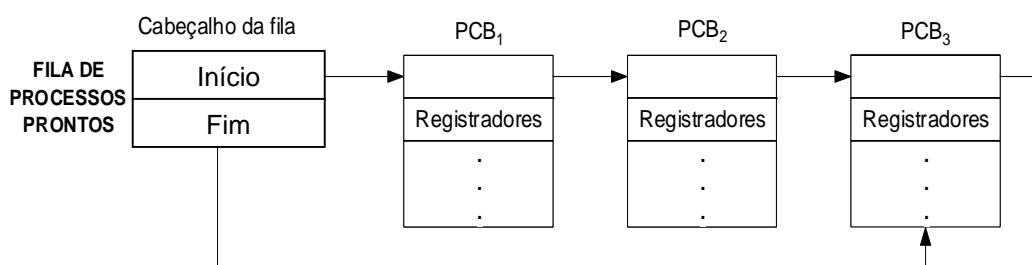 Cabeçalho da fila
PCB1
PCB2
PCB3
FILA DE
PROCESSOS
PRONTOS
Início
Fim
Registradores
Registradores
Registradores